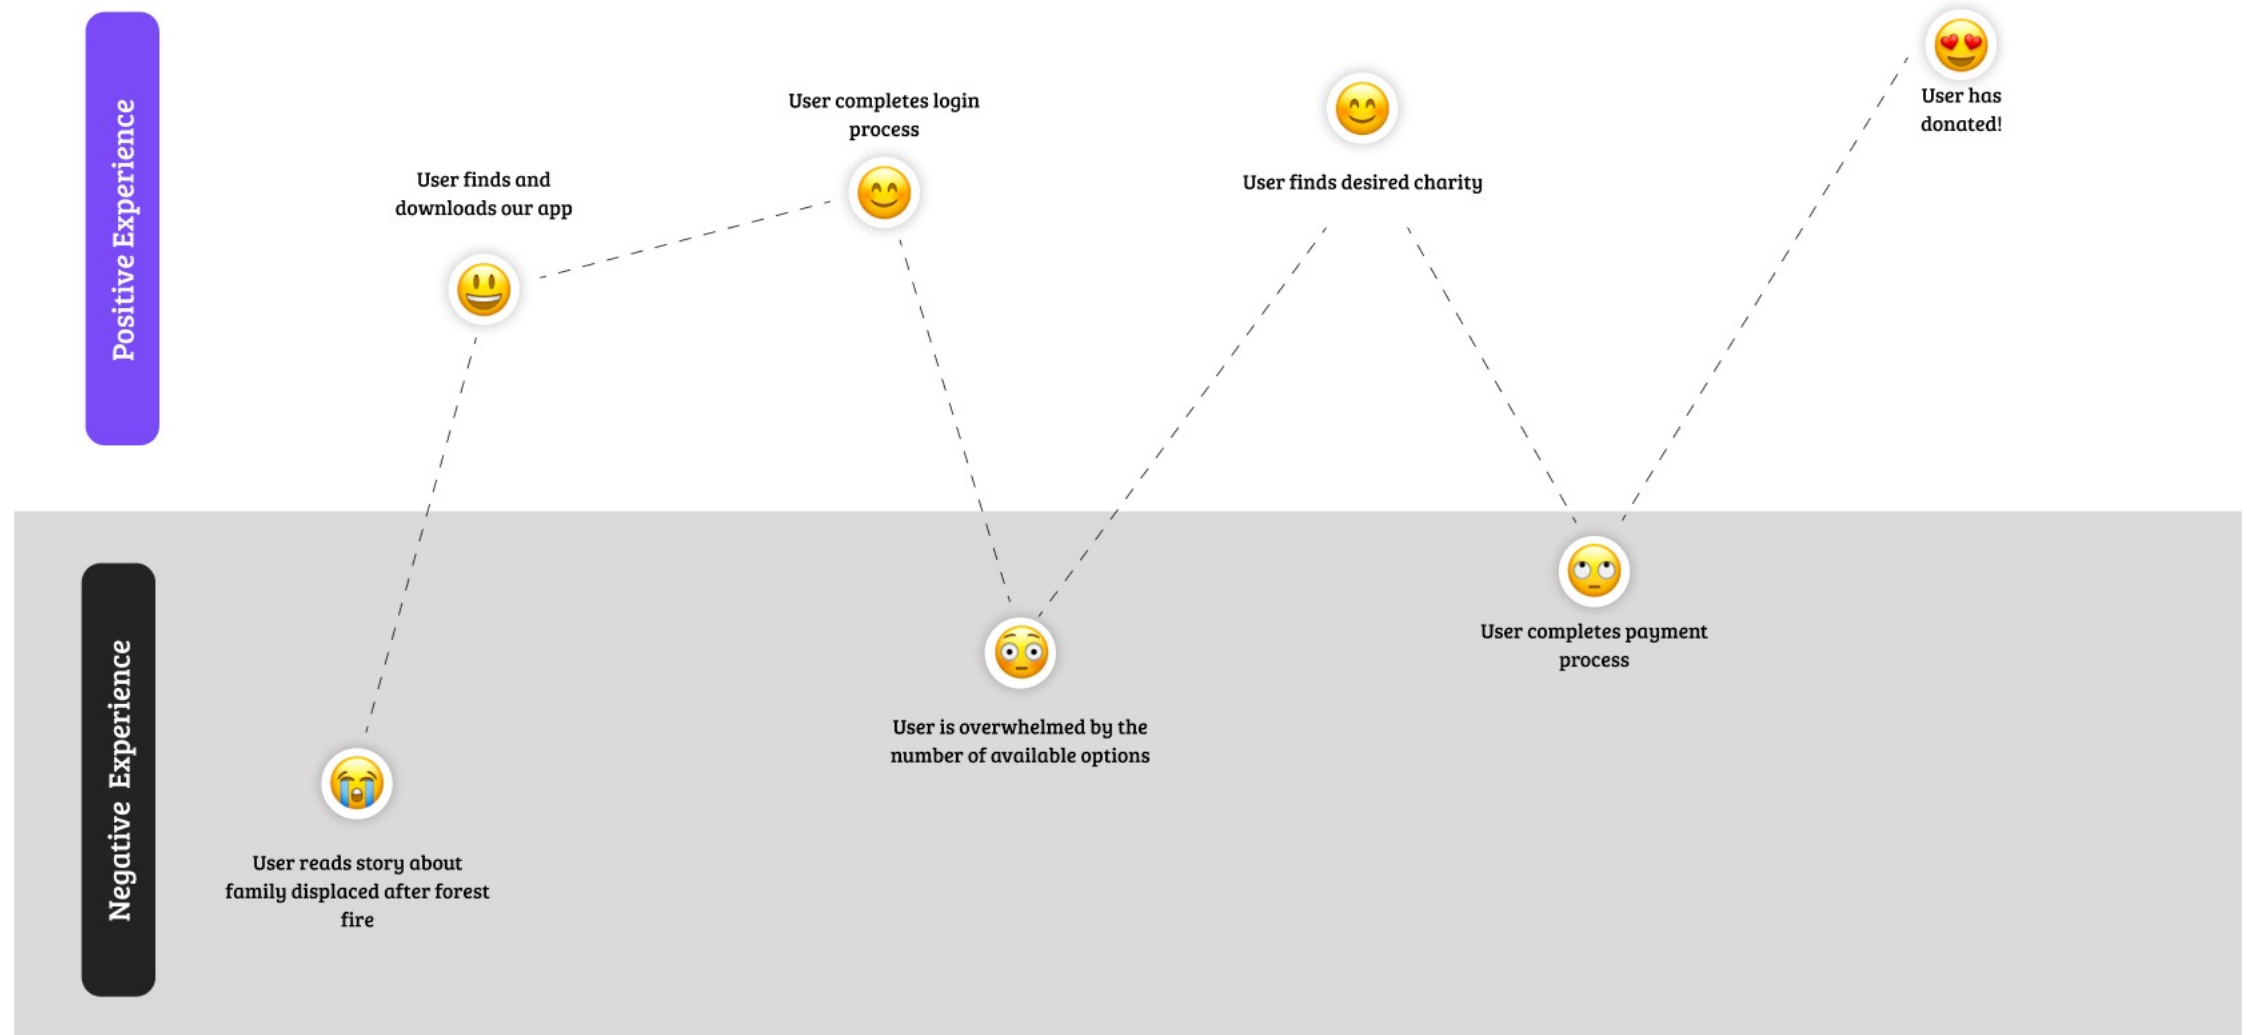 Positive Experience
User finds and
downloads our app
User completes login
process
User finds desired charity
User has
donated!
Negative Experience
User reads story about
family displaced after forest
fire
User is overwhelmed by the
number of available options
User completes payment
process